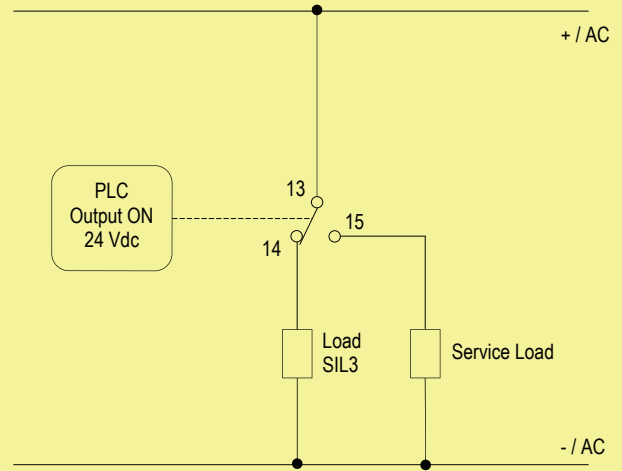 + / AC
PLC
Output ON
24 Vdc
13
15
14
Load
SIL3
Service Load
- / AC